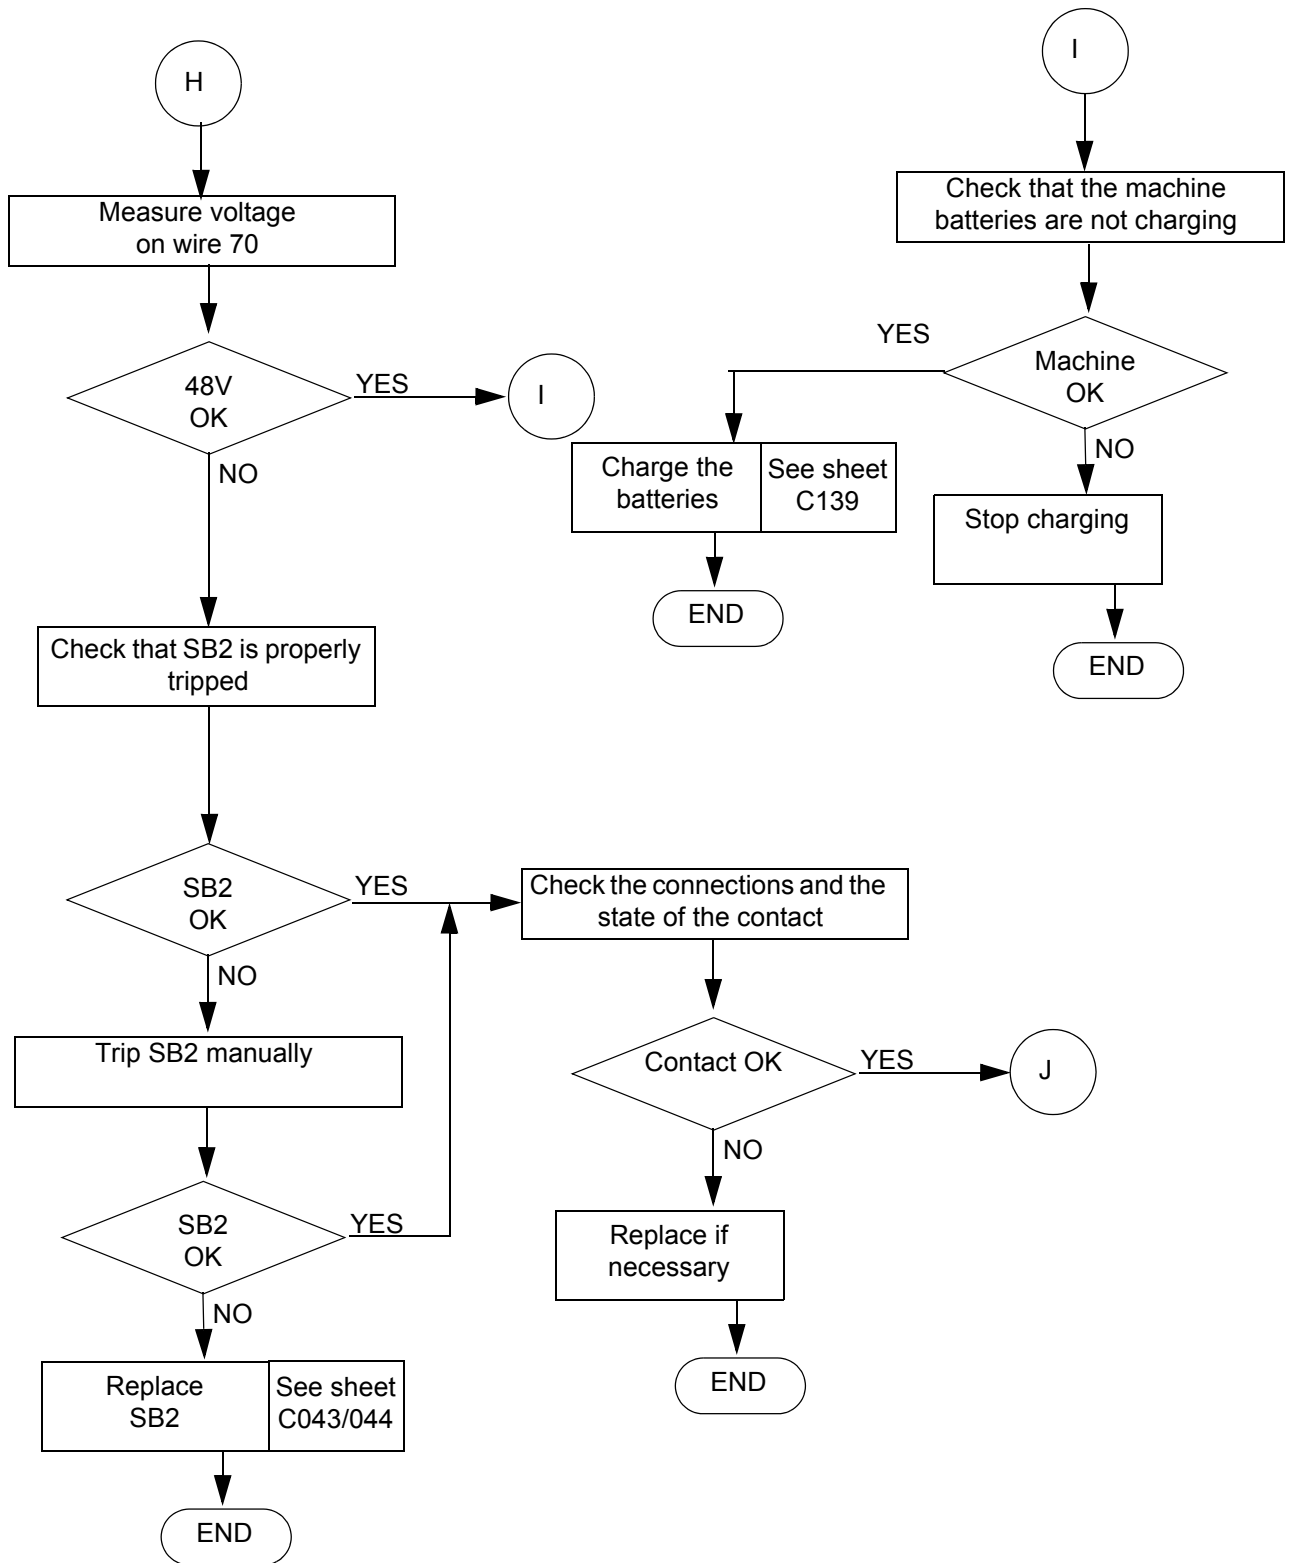 H
Measure voltage
on wire 70
48V
OK
YES
I
NO
Check that SB2 is properly
tripped
SB2
OK
YES
NO
Trip SB2 manually
SB2
OK
YES
NO
Replace
SB2
See sheet
C043/044
END
Check the connections and the
state of the contact
Contact OK
YES
J
NO
Replace if
necessary
END
I
Check that the machine
batteries are not charging
Machine
OK
YES
Charge the
batteries
See sheet
C139
END
NO
Stop charging
END